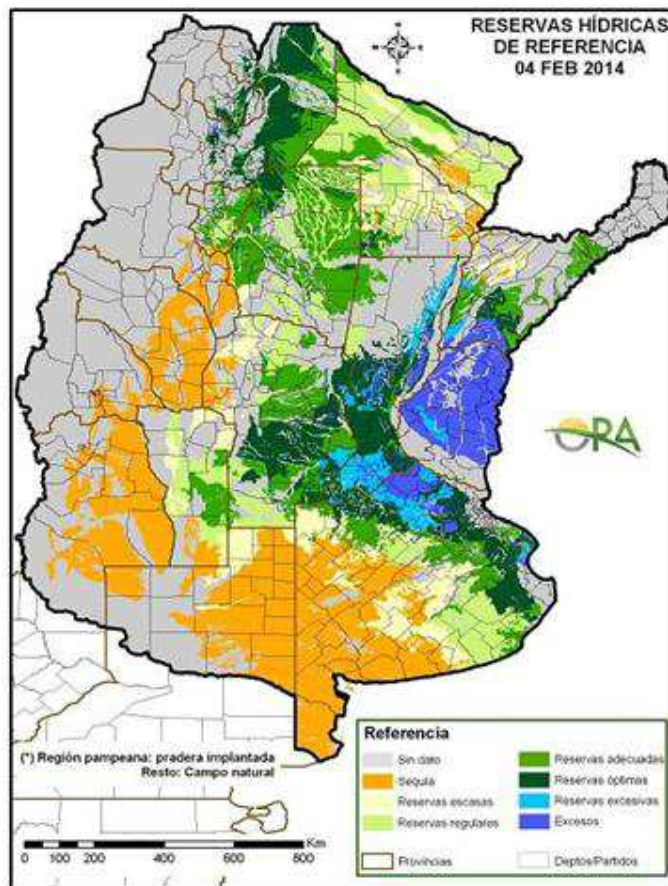 RESERVAS HÍDRICAS
DE REFERENCIA
04 FEB 2014
ORA
(*) Región pampeana: pradera implantada
Resto: Campo natural
0 100 200 400 600 800
Km
Referencia
Sin dato
Sequía
Reservas escasas
Reservas regulares
Reservas adecuadas
Reservas óptimas
Reservas excesivas
Excesos
Provincias
Deptos/Partidos